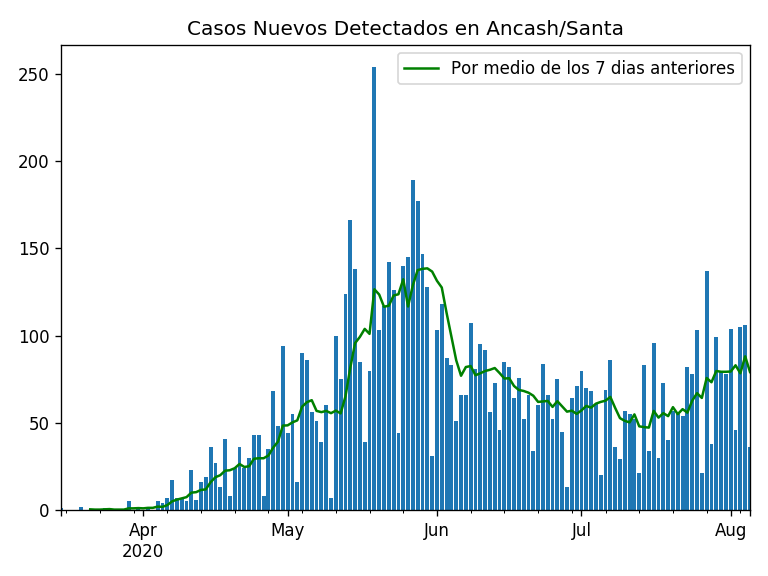 Casos Nuevos Detectados en Ancash/Santa
Por medio de los 7 dias anteriores
250
200
150
100
50
0
Apr
2020
May
Jun
Jul
Aug